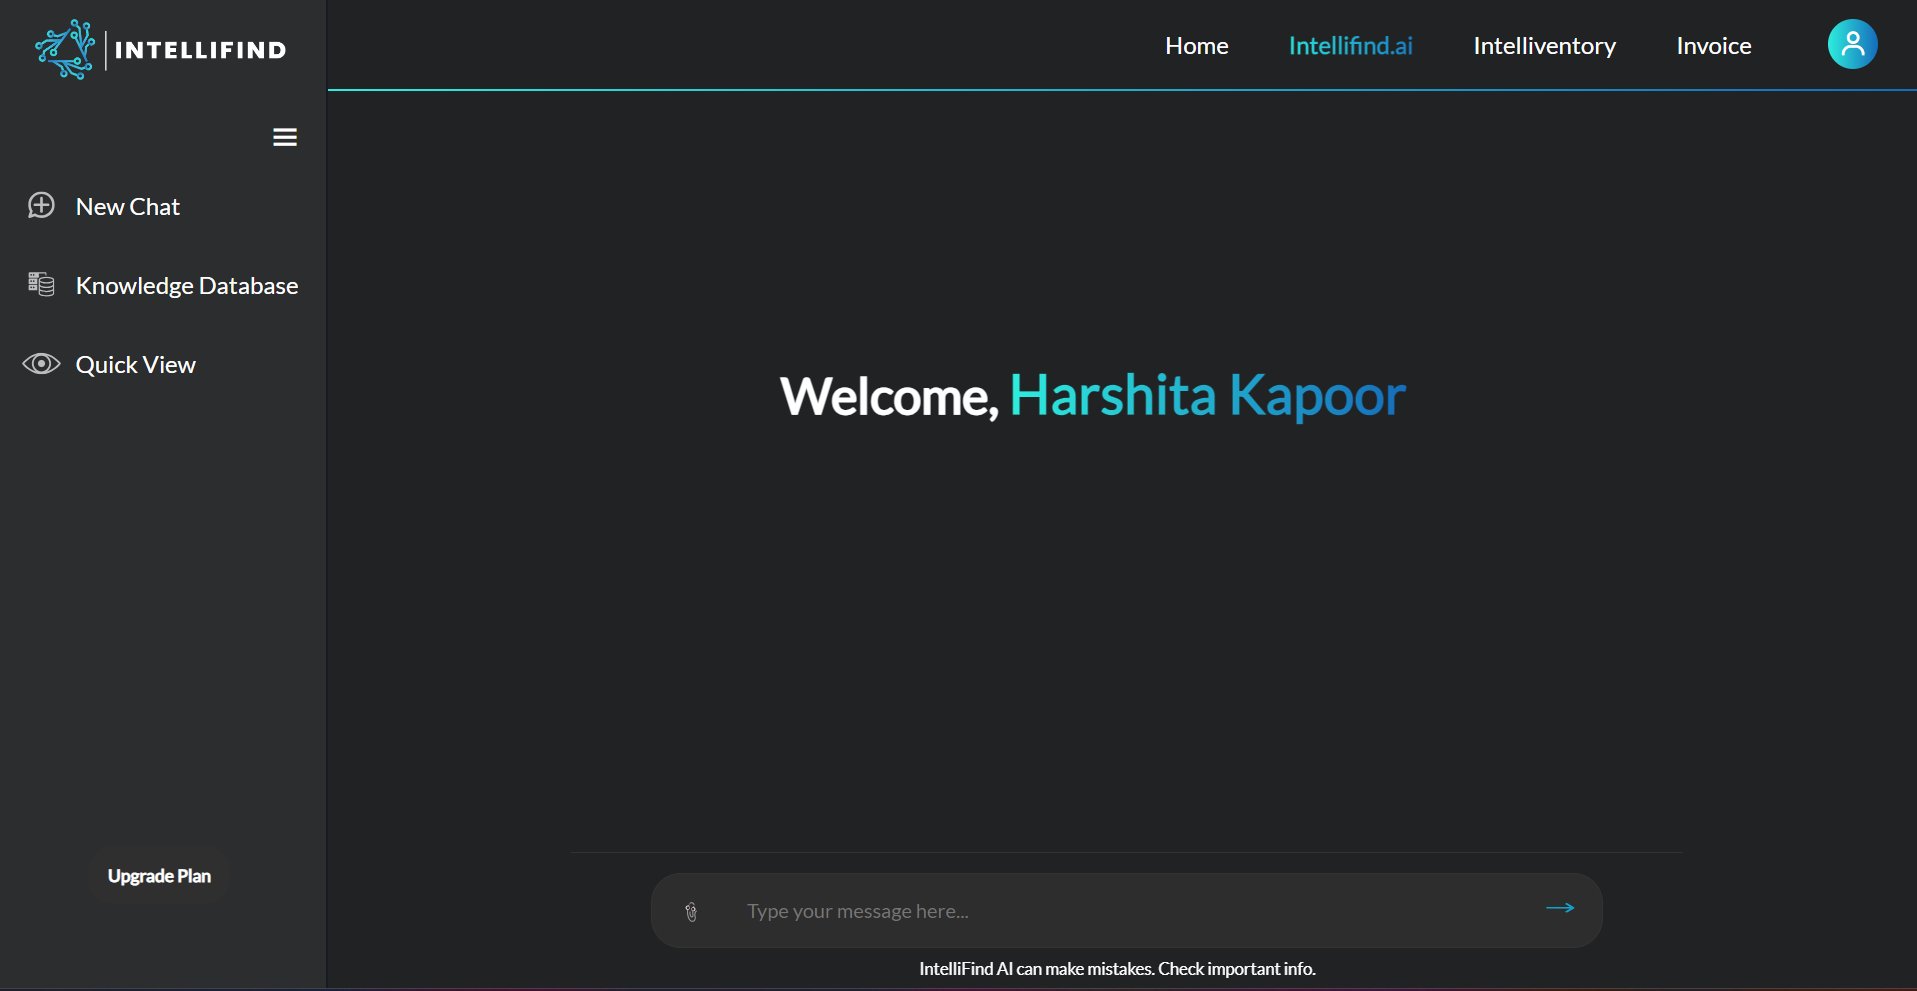 INTELLIFIND
Home Intellifind.ai Intelliventory Invoice
New Chat
Knowledge Database
Quick View
Welcome, Harshita Kapoor
Upgrade Plan
Type your message here...
IntelliFind AI can make mistakes. Check important info.